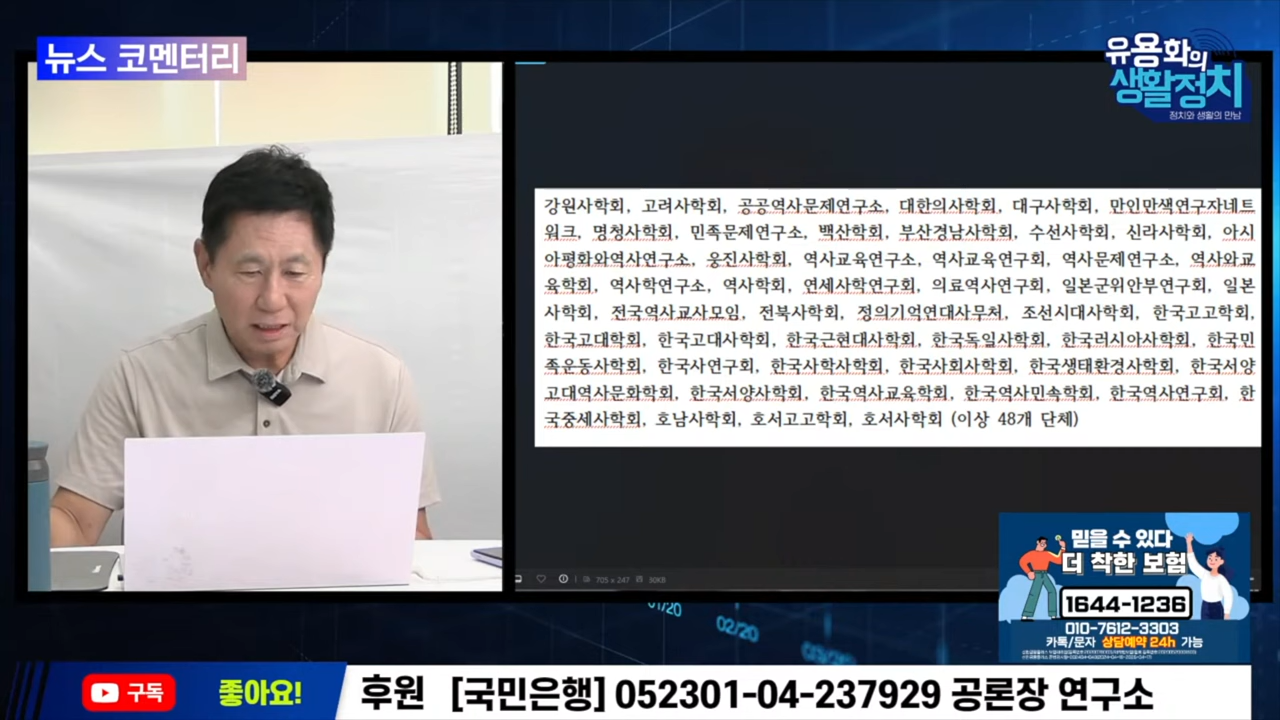 뉴스 코멘터리
유용화의
생활정치
정치와 생활의 만남
강원사학회, 고려사학회, 공공역사문제연구소, 대한의사학회, 대구사학회, 만인만색연구자네트
워크, 명청사학회, 민족문제연구소, 백산학회, 부산경남사학회, 수선사학회, 신라사학회, 아시
아평화와역사연구소, 웅진사학회, 역사교육연구소, 역사교육연구회, 역사문제연구소, 역사와교
육학회, 역사학연구소, 역사학회, 연세사학연구회, 의료역사연구회, 일본군위안부연구회, 일본
사학회, 전국역사교사모임, 전북사학회, 정의기억연대사무처, 조선시대사학회, 한국고고학회,
한국고대학회, 한국고대사학회, 한국근현대사학회, 한국독일사학회, 한국러시아사학회, 한국민
족운동사학회, 한국사연구회, 한국사학사학회, 한국사회사학회, 한국생태환경사학회, 한국서양
고대역사문화학회, 한국서양사학회, 한국역사교육학회, 한국역사민속학회, 한국역사연구회, 한
국중세사학회, 호남사학회, 호서고고학회, 호서사학회 (이상 48개 단체)
705 x 247 30KB
믿을 수 있다
더 착한 보험
1644-1236
010-7612-3303
카톡/문자 상담예약 24h 가능
01/20
02/20
구독
좋아요!
후원 [국민은행] 052301-04-237929 공론장 연구소